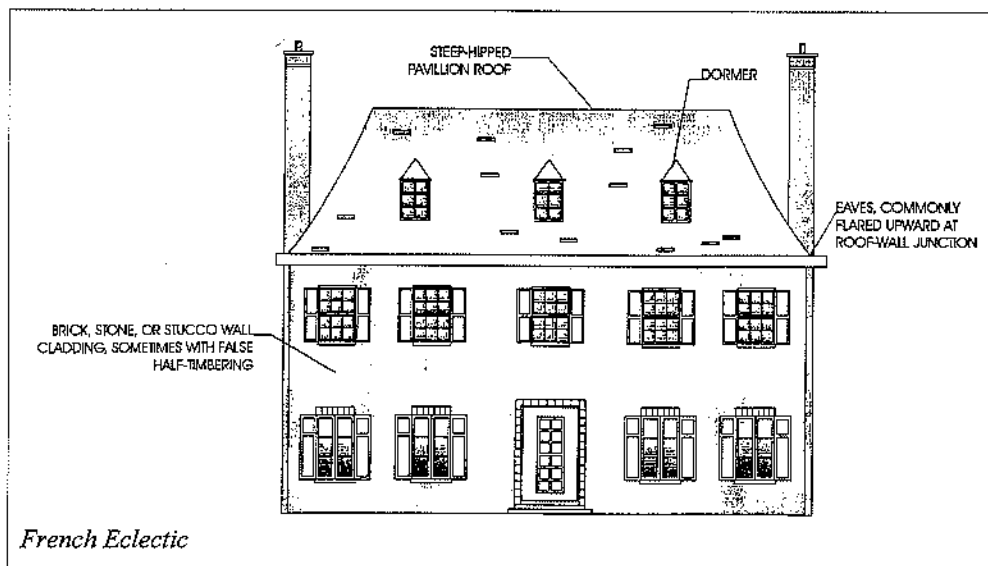 STEEP-HIPPED
PAVILLION ROOF
DORMER
EAVES, COMMONLY
FLARED UPWARD AT
ROOF-WALL JUNCTION
BRICK, STONE, OR STUCCO WALL
CLADDING, SOMETIMES WITH FALSE
HALF-TIMBERING
French Eclectic